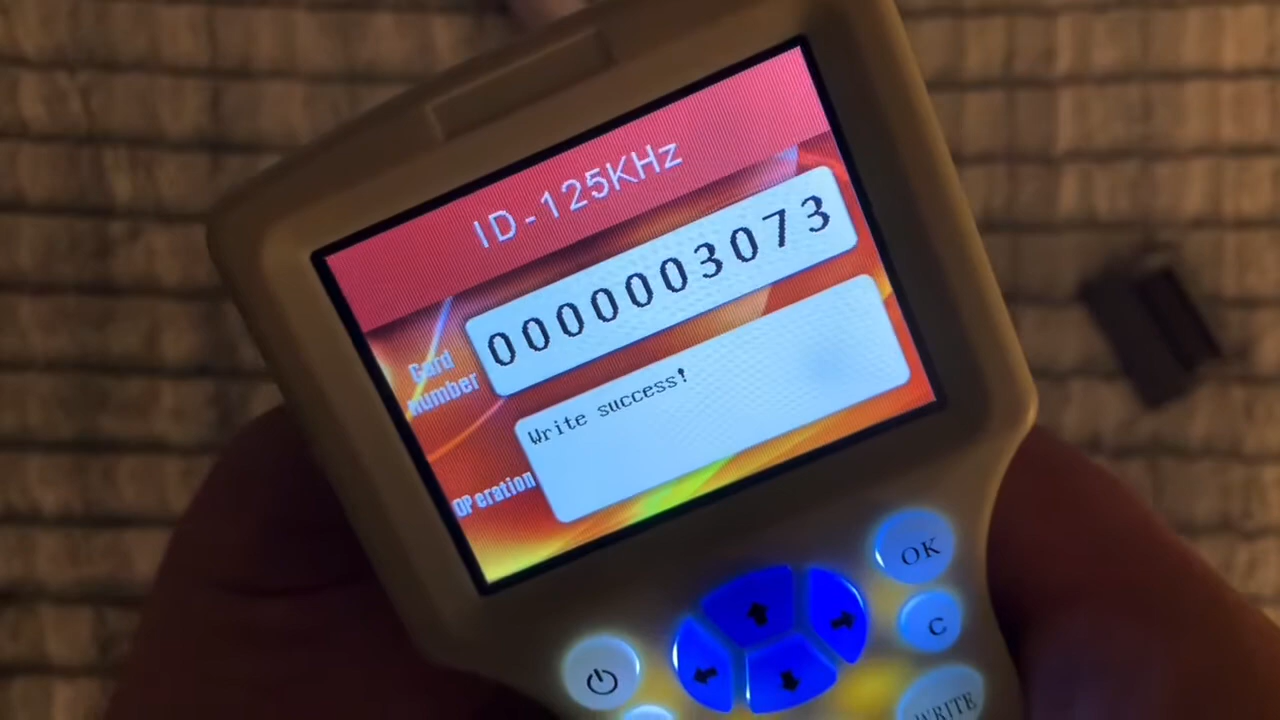 ID-125KHz
Card
number
0000003073
Write success!
OPeration
OK
C
WRITE